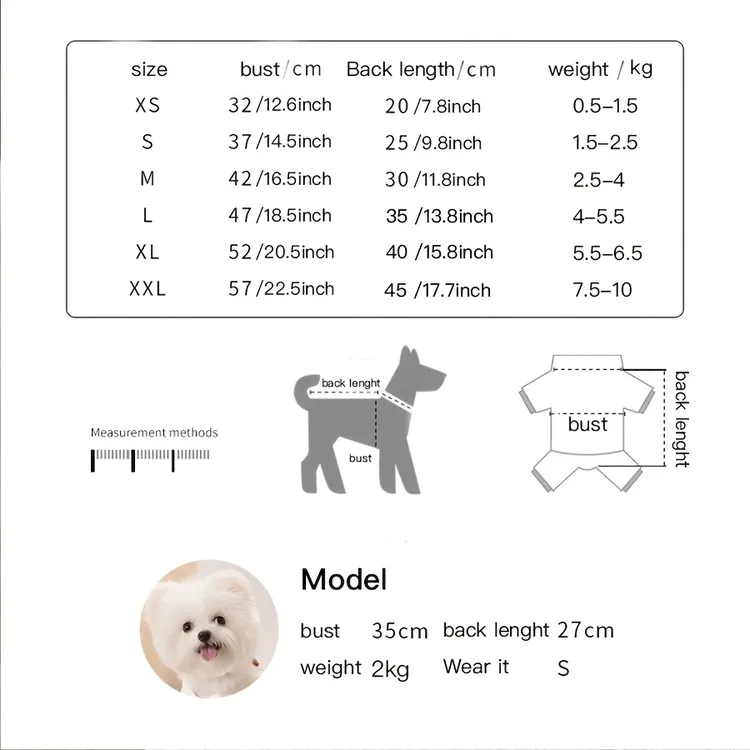 size bust/cm Back length/cm weight / kg
XS 32/12.6inch 20/7.8inch 0.5–1.5
S 37/14.5inch 25/9.8inch 1.5–2.5
M 42/16.5inch 30/11.8inch 2.5–4
L 47/18.5inch 35/13.8inch 4–5.5
XL 52/20.5inch 40/15.8inch 5.5–6.5
XXL 57/22.5inch 45/17.7inch 7.5–10
Measurement methods
back lenght
bust
bust
back lenght
Model
bust 35cm back lenght 27cm
weight 2kg Wear it S